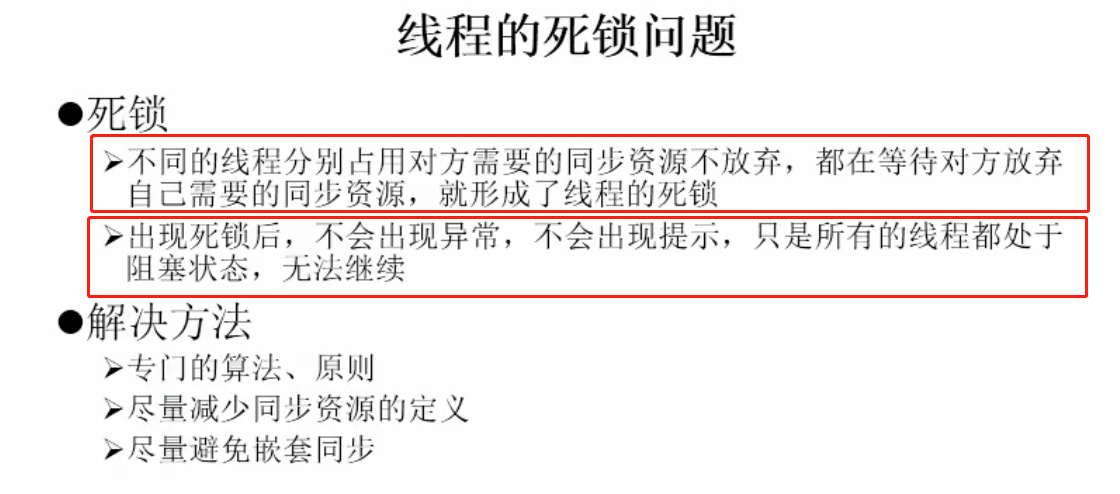 线程的死锁问题
●死锁
➢不同的线程分别占用对方需要的同步资源不放弃，都在等待对方放弃
自己需要的同步资源，就形成了线程的死锁
➢出现死锁后，不会出现异常，不会出现提示，只是所有的线程都处于
阻塞状态，无法继续
●解决方法
➢专门的算法、原则
➢尽量减少同步资源的定义
➢尽量避免嵌套同步